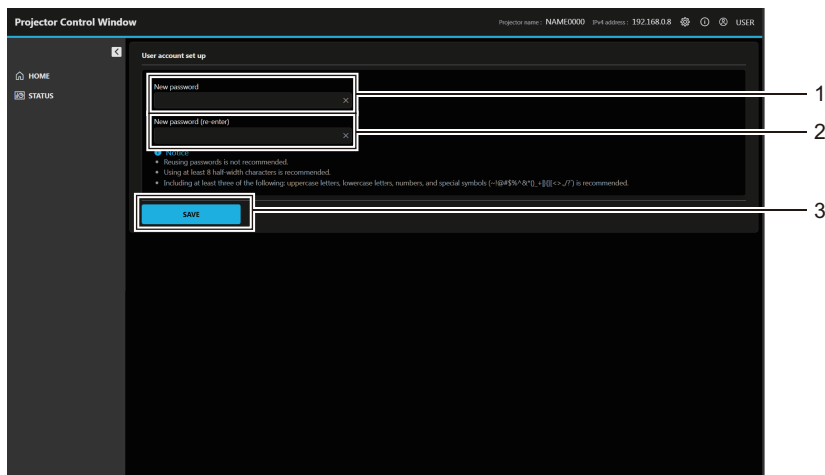 Projector Control Window
Projector name : NAME0000 IPv4 address : 192.168.0.8 USER
User account set up
HOME
STATUS
New password
1
New password (re-enter)
2
Notice
• Reusing passwords is not recommended.
• Using at least 8 half-width characters is recommended.
• Including at least three of the following: uppercase letters, lowercase letters, numbers, and special symbols is recommended.
SAVE
3